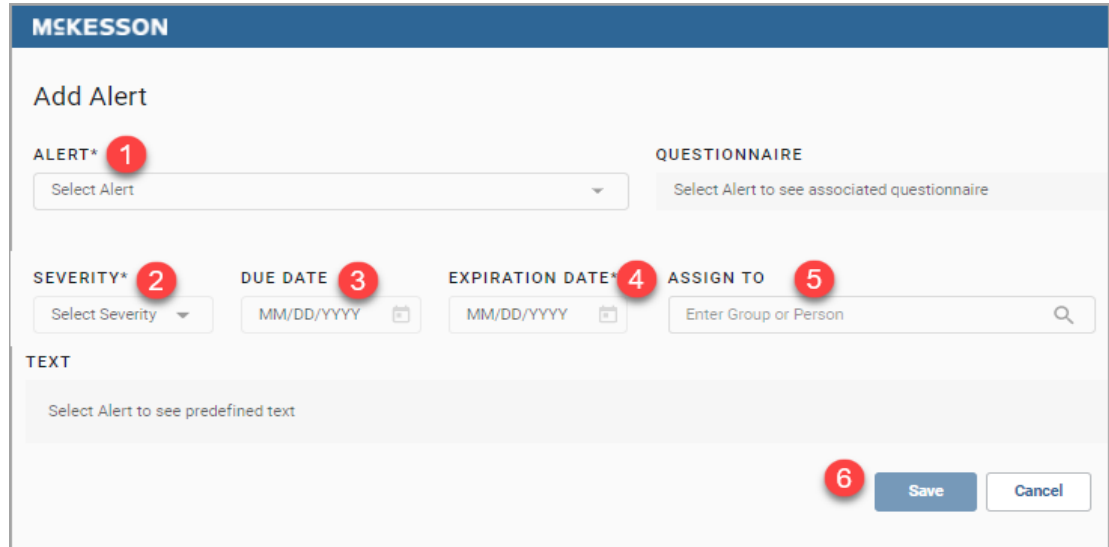 MCKESSON
Add Alert
ALERT* 1
QUESTIONNAIRE
Select Alert
Select Alert to see associated questionnaire
SEVERITY* 2
DUE DATE 3
EXPIRATION DATE* 4
ASSIGN TO 5
Select Severity
MM/DD/YYYY
MM/DD/YYYY
Enter Group or Person
TEXT
Select Alert to see predefined text
6
Save
Cancel